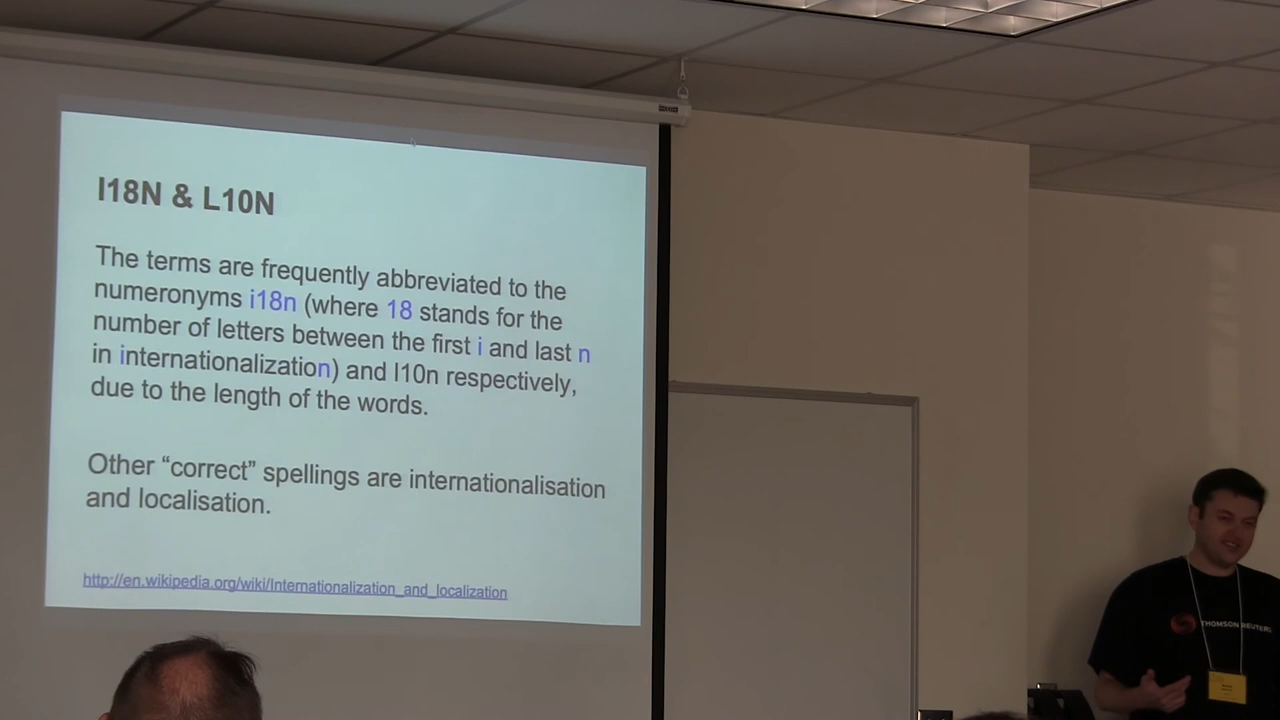 I18N & L10N
The terms are frequently abbreviated to the
numeronyms i18n (where 18 stands for the
number of letters between the first i and last n
in internationalization) and l10n respectively,
due to the length of the words.
Other “correct” spellings are internationalisation
and localisation.
http://en.wikipedia.org/wiki/Internationalization_and_localization
THOMSON REUTERS